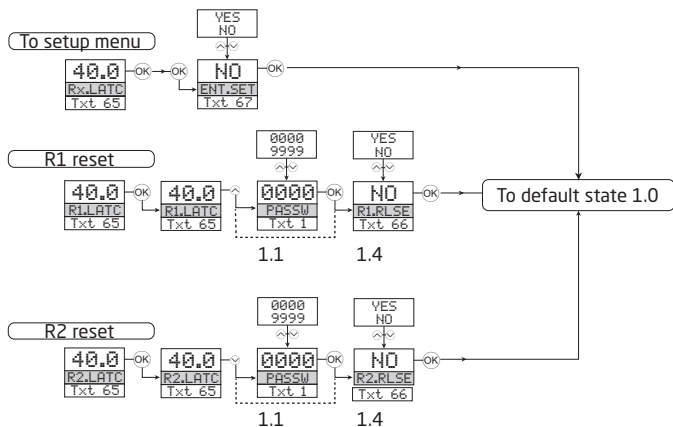 YES
NO
To setup menu
40.0 OK OK NO OK
Rx.LATC ENT.SET
Txt 65 Txt 67
0000 YES
9999 NO
R1 reset
40.0 OK 40.0 0000 OK NO OK To default state 1.0
R1.LATC R1.LATC PASSW R1.RLSE
Txt 65 Txt 65 Txt 1 Txt 66
1.1 1.4
0000 YES
9999 NO
R2 reset
40.0 OK 40.0 0000 OK NO OK
R2.LATC R2.LATC PASSW R2.RLSE
Txt 65 Txt 65 Txt 1 Txt 66
1.1 1.4